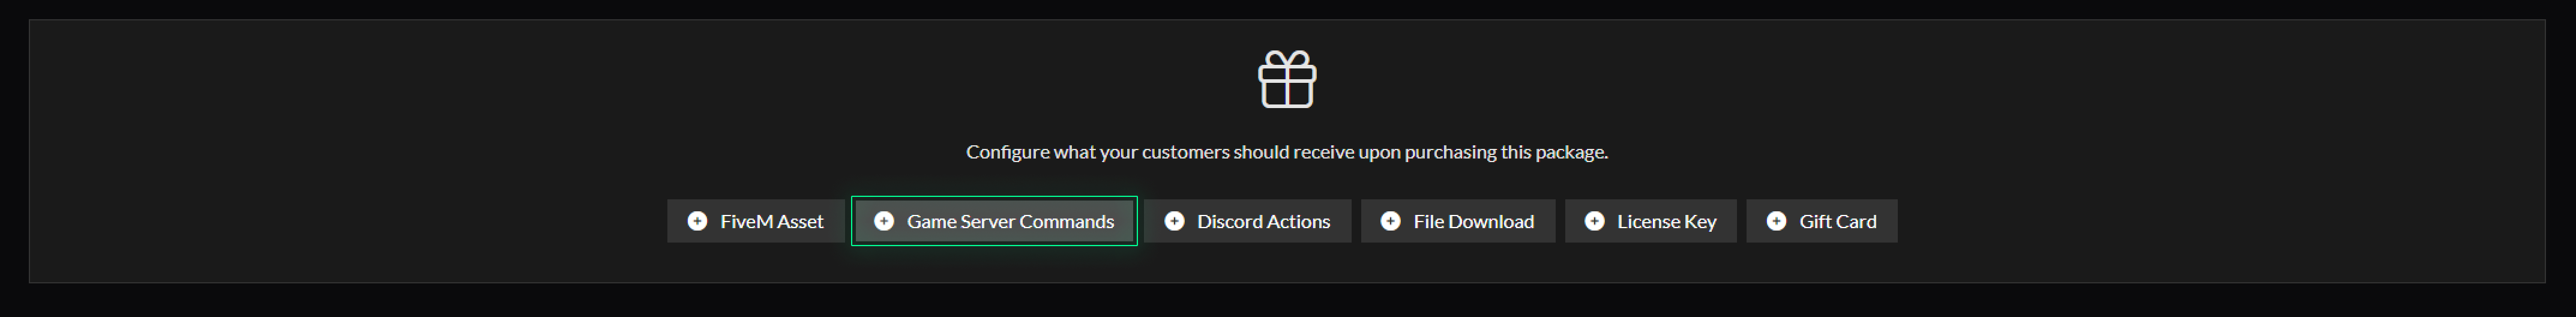 Configure what your customers should receive upon purchasing this package.
FiveM Asset Game Server Commands Discord Actions File Download License Key Gift Card